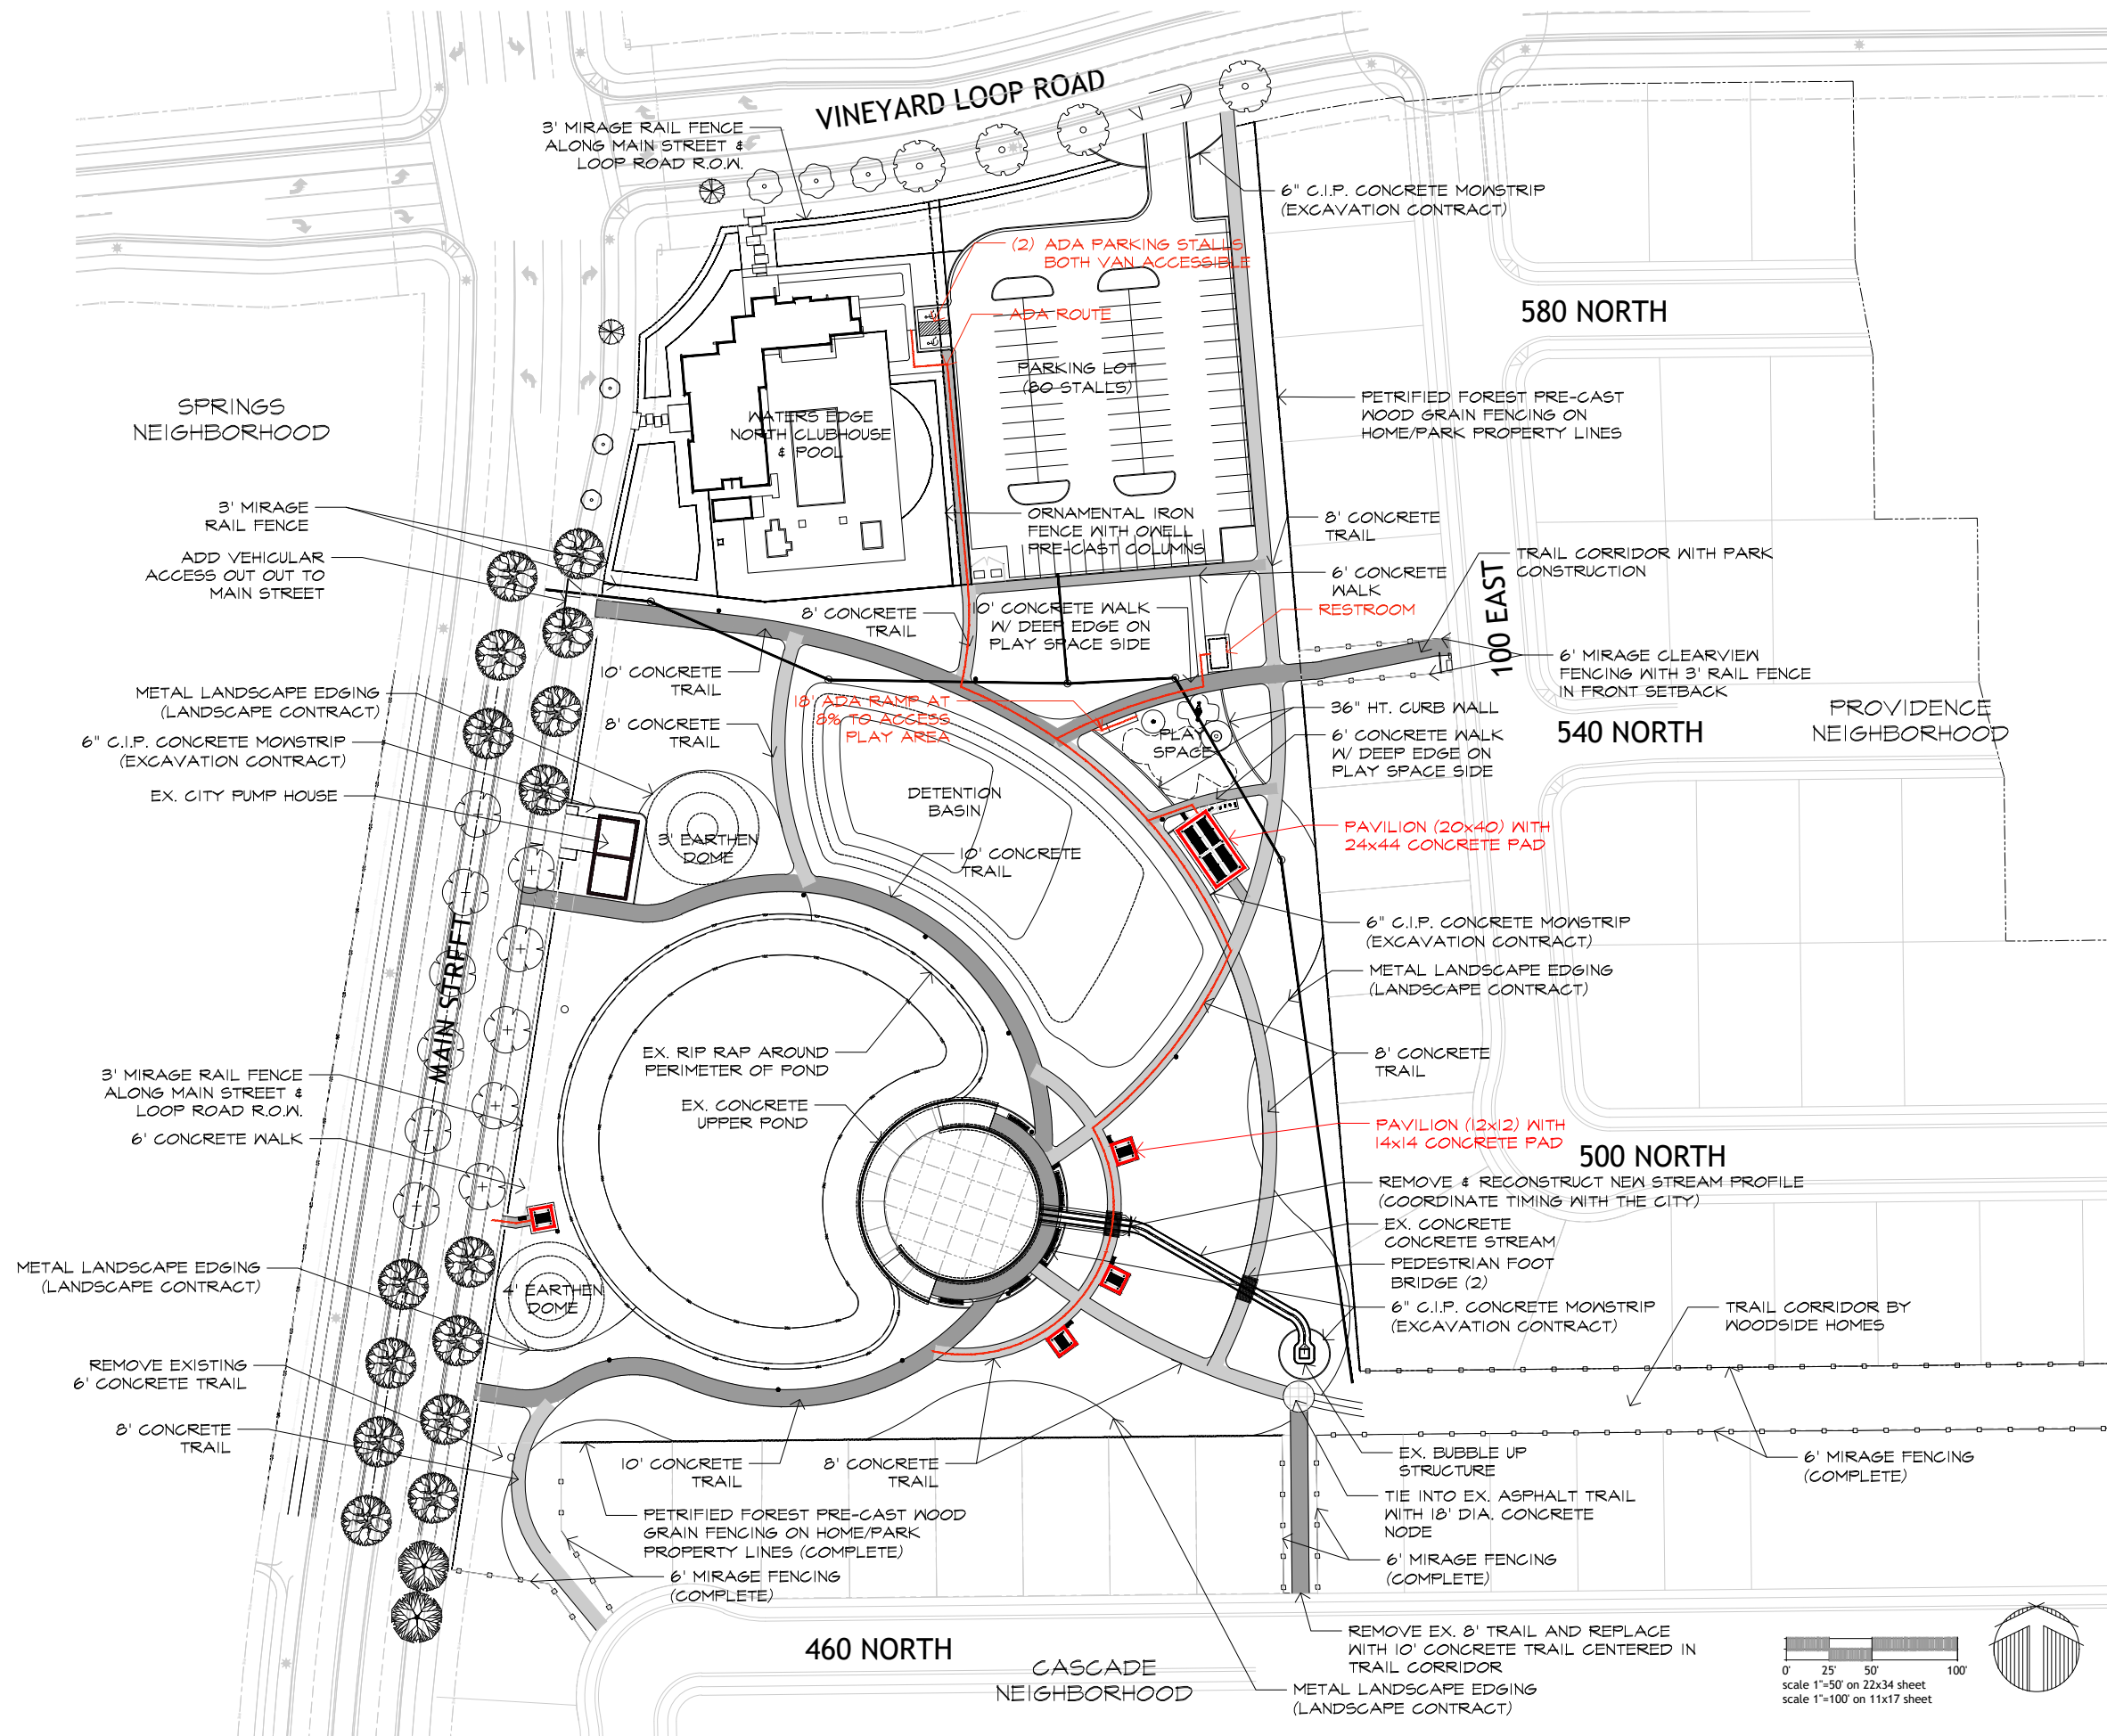 VINEYARD LOOP ROAD
3' MIRAGE RAIL FENCE
ALONG MAIN STREET &
LOOP ROAD R.O.W.
6" C.I.P. CONCRETE MOWSTRIP
(EXCAVATION CONTRACT)
(2) ADA PARKING STALLS
BOTH VAN ACCESSIBLE
ADA ROUTE
580 NORTH
PARKING LOT
(80 STALLS)
SPRINGS
NEIGHBORHOOD
WATERS EDGE
NORTH CLUBHOUSE
& POOL
PETRIFIED FOREST PRE-CAST
WOOD GRAIN FENCING ON
HOME/PARK PROPERTY LINES
3' MIRAGE
RAIL FENCE
ORNAMENTAL IRON
FENCE WITH OWELL
PRE-CAST COLUMNS
8' CONCRETE
TRAIL
ADD VEHICULAR
ACCESS OUT OUT TO
MAIN STREET
TRAIL CORRIDOR WITH PARK
CONSTRUCTION
6' CONCRETE
WALK
100 EAST
8' CONCRETE
TRAIL
10' CONCRETE WALK
W/ DEEP EDGE ON
PLAY SPACE SIDE
RESTROOM
6' MIRAGE CLEARVIEW
FENCING WITH 3' RAIL FENCE
IN FRONT SETBACK
10' CONCRETE
TRAIL
METAL LANDSCAPE EDGING
(LANDSCAPE CONTRACT)
18' ADA RAMP AT
8% TO ACCESS
PLAY AREA
36" HT. CURB WALL
PROVIDENCE
NEIGHBORHOOD
8' CONCRETE
TRAIL
PLAY
SPACE
6' CONCRETE WALK
W/ DEEP EDGE ON
PLAY SPACE SIDE
540 NORTH
6" C.I.P. CONCRETE MOWSTRIP
(EXCAVATION CONTRACT)
EX. CITY PUMP HOUSE
DETENTION
BASIN
3' EARTHEN
DOME
10' CONCRETE
TRAIL
PAVILION (20x40) WITH
24x44 CONCRETE PAD
6" C.I.P. CONCRETE MOWSTRIP
(EXCAVATION CONTRACT)
MAIN STREET
METAL LANDSCAPE EDGING
(LANDSCAPE CONTRACT)
EX. RIP RAP AROUND
PERIMETER OF POND
8' CONCRETE
TRAIL
3' MIRAGE RAIL FENCE
ALONG MAIN STREET &
LOOP ROAD R.O.W.
EX. CONCRETE
UPPER POND
6' CONCRETE WALK
PAVILION (12x12) WITH
14x14 CONCRETE PAD
500 NORTH
REMOVE & RECONSTRUCT NEW STREAM PROFILE
(COORDINATE TIMING WITH THE CITY)
EX. CONCRETE
CONCRETE STREAM
METAL LANDSCAPE EDGING
(LANDSCAPE CONTRACT)
4' EARTHEN
DOME
PEDESTRIAN FOOT
BRIDGE (2)
6" C.I.P. CONCRETE MOWSTRIP
(EXCAVATION CONTRACT)
TRAIL CORRIDOR BY
WOODSIDE HOMES
REMOVE EXISTING
6' CONCRETE TRAIL
8' CONCRETE
TRAIL
10' CONCRETE
TRAIL
8' CONCRETE
TRAIL
EX. BUBBLE UP
STRUCTURE
6' MIRAGE FENCING
(COMPLETE)
TIE INTO EX. ASPHALT TRAIL
WITH 18' DIA. CONCRETE
NODE
PETRIFIED FOREST PRE-CAST WOOD
GRAIN FENCING ON HOME/PARK
PROPERTY LINES (COMPLETE)
6' MIRAGE FENCING
(COMPLETE)
6' MIRAGE FENCING
(COMPLETE)
460 NORTH
CASCADE
NEIGHBORHOOD
REMOVE EX. 8' TRAIL AND REPLACE
WITH 10' CONCRETE TRAIL CENTERED IN
TRAIL CORRIDOR
METAL LANDSCAPE EDGING
(LANDSCAPE CONTRACT)
0' 25' 50' 100'
scale 1"=50' on 22x34 sheet
scale 1"=100' on 11x17 sheet